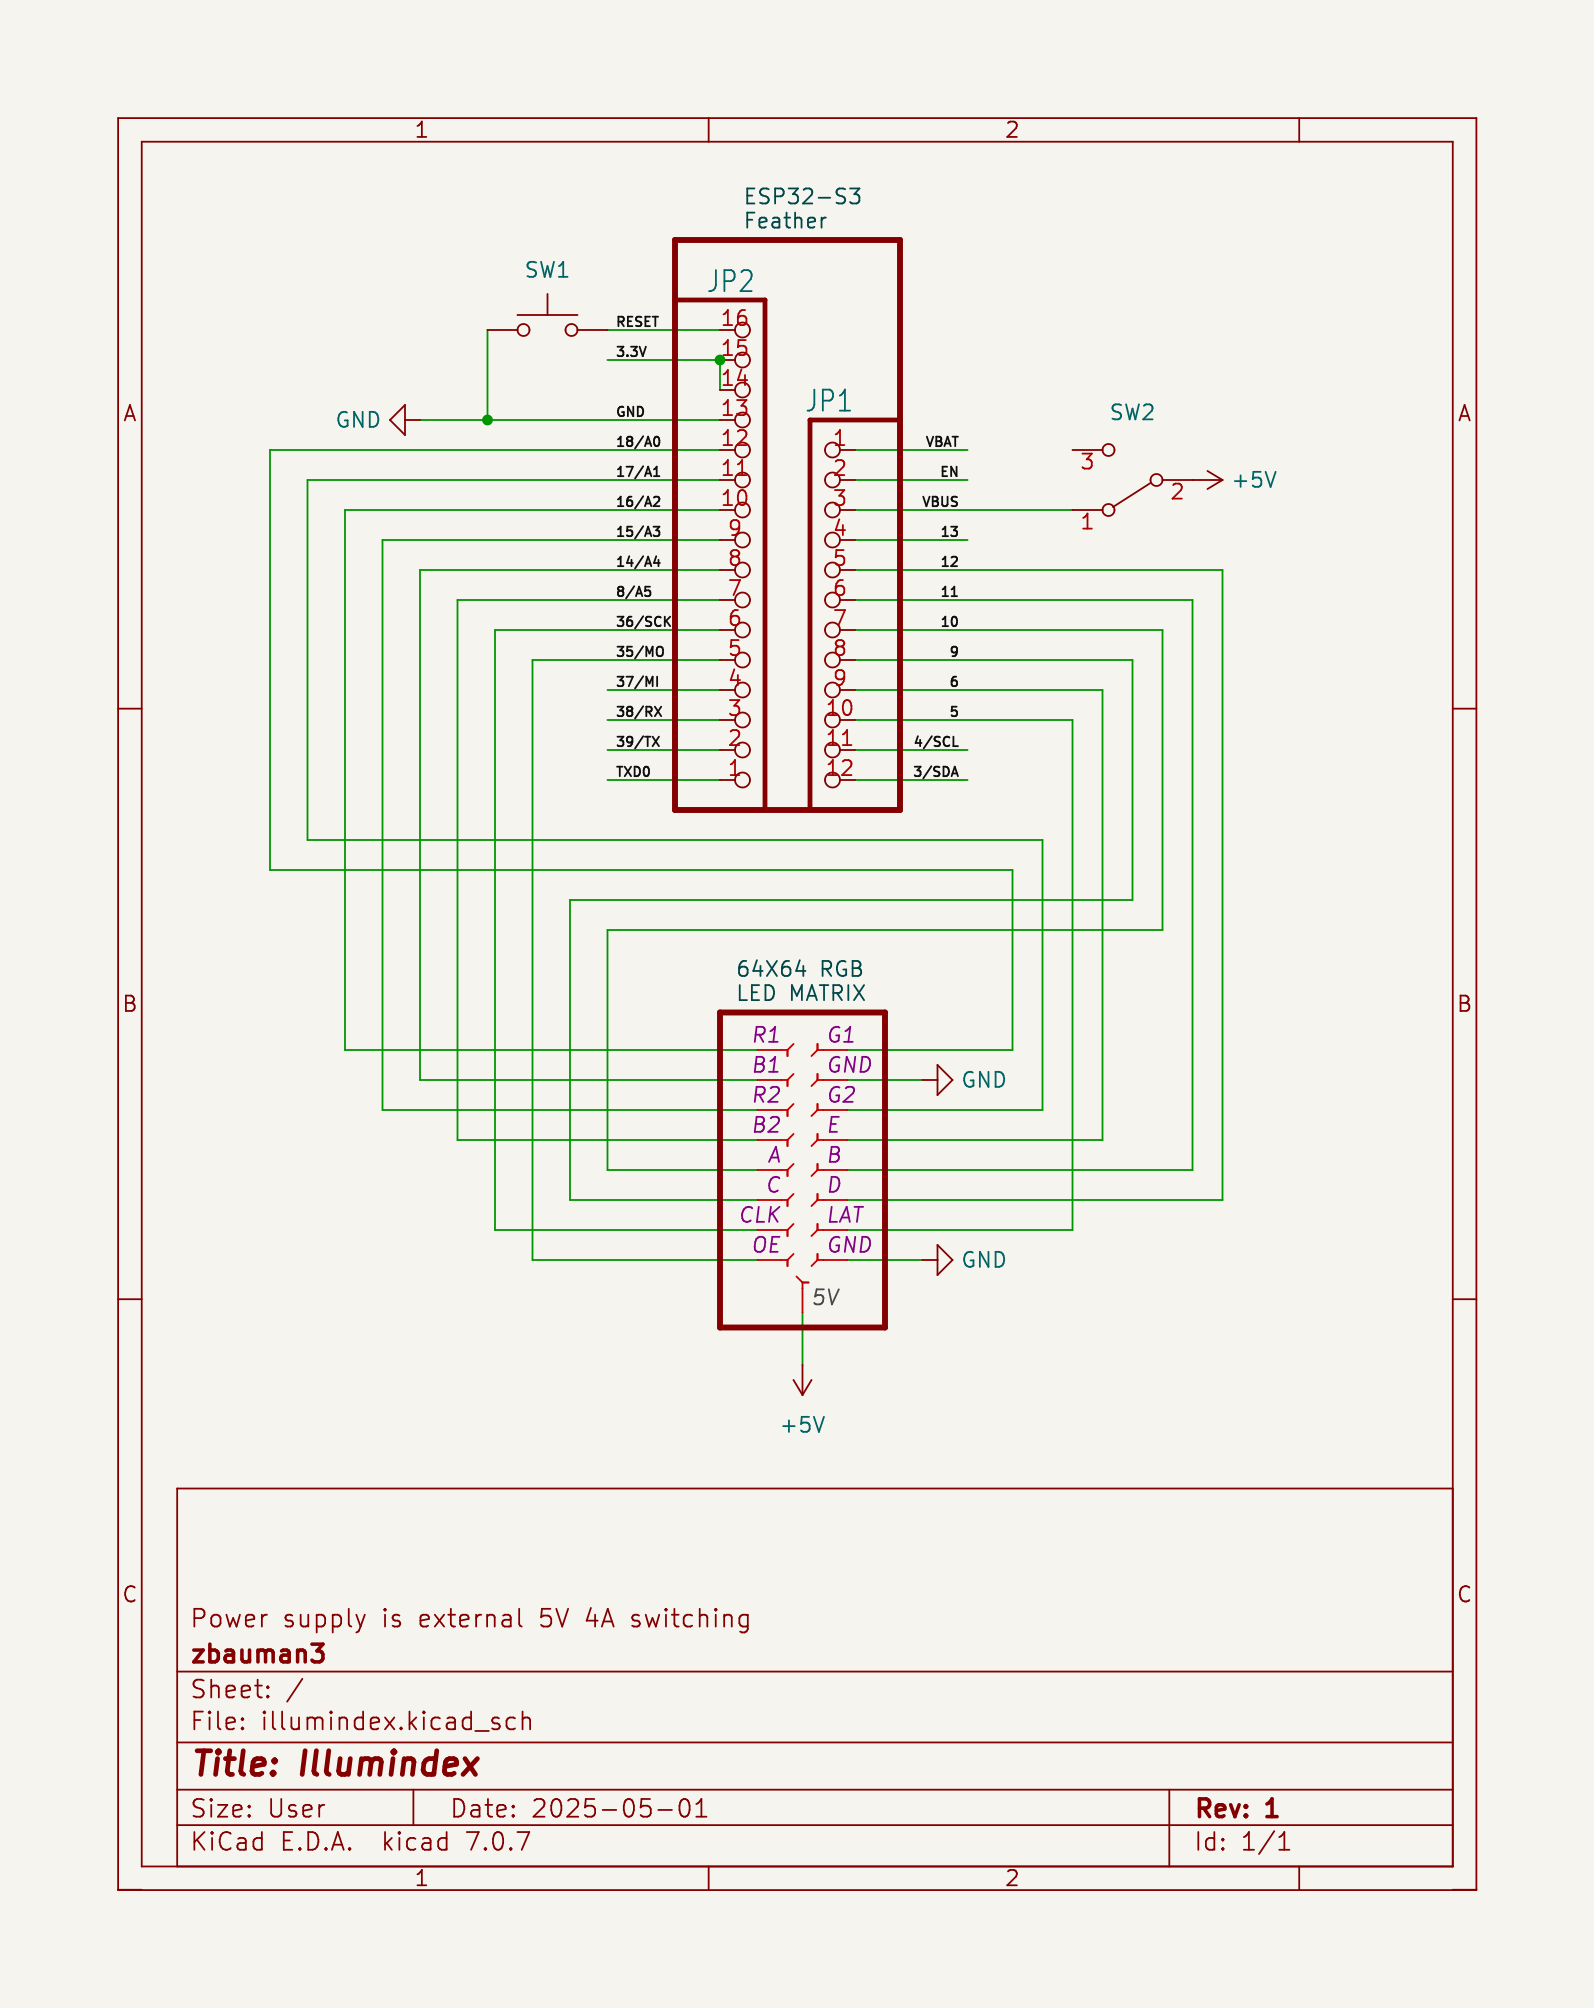 1
2
ESP32-S3
Feather
SW1
JP2
RESET
16
3.3V
15
14
JP1
SW2
A
GND
GND
13
A
18/A0
12
1
VBAT
3
17/A1
11
2
EN
2
+5V
16/A2
10
3
VBUS
1
15/A3
9
4
13
14/A4
8
5
12
8/A5
7
6
11
36/SCK
6
7
10
35/MO
5
8
9
37/MI
4
9
6
38/RX
3
10
5
39/TX
2
11
4/SCL
TXD0
1
12
3/SDA
64X64 RGB
LED MATRIX
B
B
R1
G1
B1
GND
GND
R2
G2
B2
E
A
B
C
D
CLK
LAT
OE
GND
GND
5V
+5V
C
C
Power supply is external 5V 4A switching
zbauman3
Sheet: /
File: illumindex.kicad_sch
Title: Illumindex
Size: User
Date: 2025-05-01
Rev: 1
KiCad E.D.A.  kicad 7.0.7
Id: 1/1
1
2